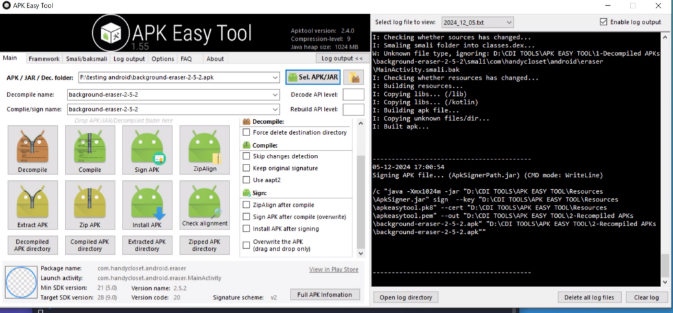 APK Easy Tool
Select log file to view:
2024_12_05.txt
Enable log output
APK Easy Tool
1.55
Apktool version: 2.4.0
Compression-level: 9
Java heap size: 1024 MB
Main
Framework
Smali/baksmali
Log output
Options
FAQ
About
Log output <<
APK / JAR / Dec. folder:
F:\testing android\background-eraser-2-5-2.apk
Sel. APK/JAR
Decompile name:
background-eraser-2-5-2
Decode API level:
Complie/sign name:
background-eraser-2-5-2
Rebuild API level:
Drop APK/JAR/Decompiled folder here
Decompile
Compile
Sign APK
ZipAlign
Extract APK
Zip APK
Install APK
Check alignment
Decompiled
APK directory
Compiled APK
directory
Extracted APK
directory
Zipped APK
directory
Decompile:
Force delete destination directory
Compile:
Skip changes detection
Keep original signature
Use aapt2
Sign:
ZipAlign after compile
Sign APK after compile (overwrite)
Install APK after signing
Overwrite the APK
(drag and drop only)
Package name: com.handycloset.android.eraser
Launch activity: com.handycloset.android.eraser.MainActivity
Min SDK version: 21 (5.0) Version name: 2.5.2
Target SDK version: 28 (9.0) Version code: 20 Signature scheme: v2
View in Play Store
Full APK Infomation
I: Checking whether sources has changed...
I: Smaling smali folder into classes.dex...
W: Unknown file type, ignoring: D:\CDI TOOLS\APK EASY TOOL\1-Decompiled APKs
\background-eraser-2-5-2\smali\com\handycloset\android\eraser
\MainActivity.smali.bak
I: Checking whether resources has changed...
I: Building resources...
I: Copying libs... (/lib)
I: Copying libs... (/kotlin)
I: Building apk file...
I: Copying unknown files/dir...
I: Built apk...
05-12-2024 17:00:54
Signing APK file... (ApkSignerPath.jar) (CMD mode: WriteLine)
/c "java -Xmx1024m -jar "D:\CDI TOOLS\APK EASY TOOL\Resources
\ApkSigner.jar" sign --key "D:\CDI TOOLS\APK EASY TOOL\Resources
\apkeasytool.pk8" --cert "D:\CDI TOOLS\APK EASY TOOL\Resources
\apkeasytool.pem" --out "D:\CDI TOOLS\APK EASY TOOL\2-Recompiled APKs
\background-eraser-2-5-2.apk" "D:\CDI TOOLS\APK EASY TOOL\2-Recompiled APKs
\background-eraser-2-5-2.apk""
Open log directory
Delete all log files
Clear log